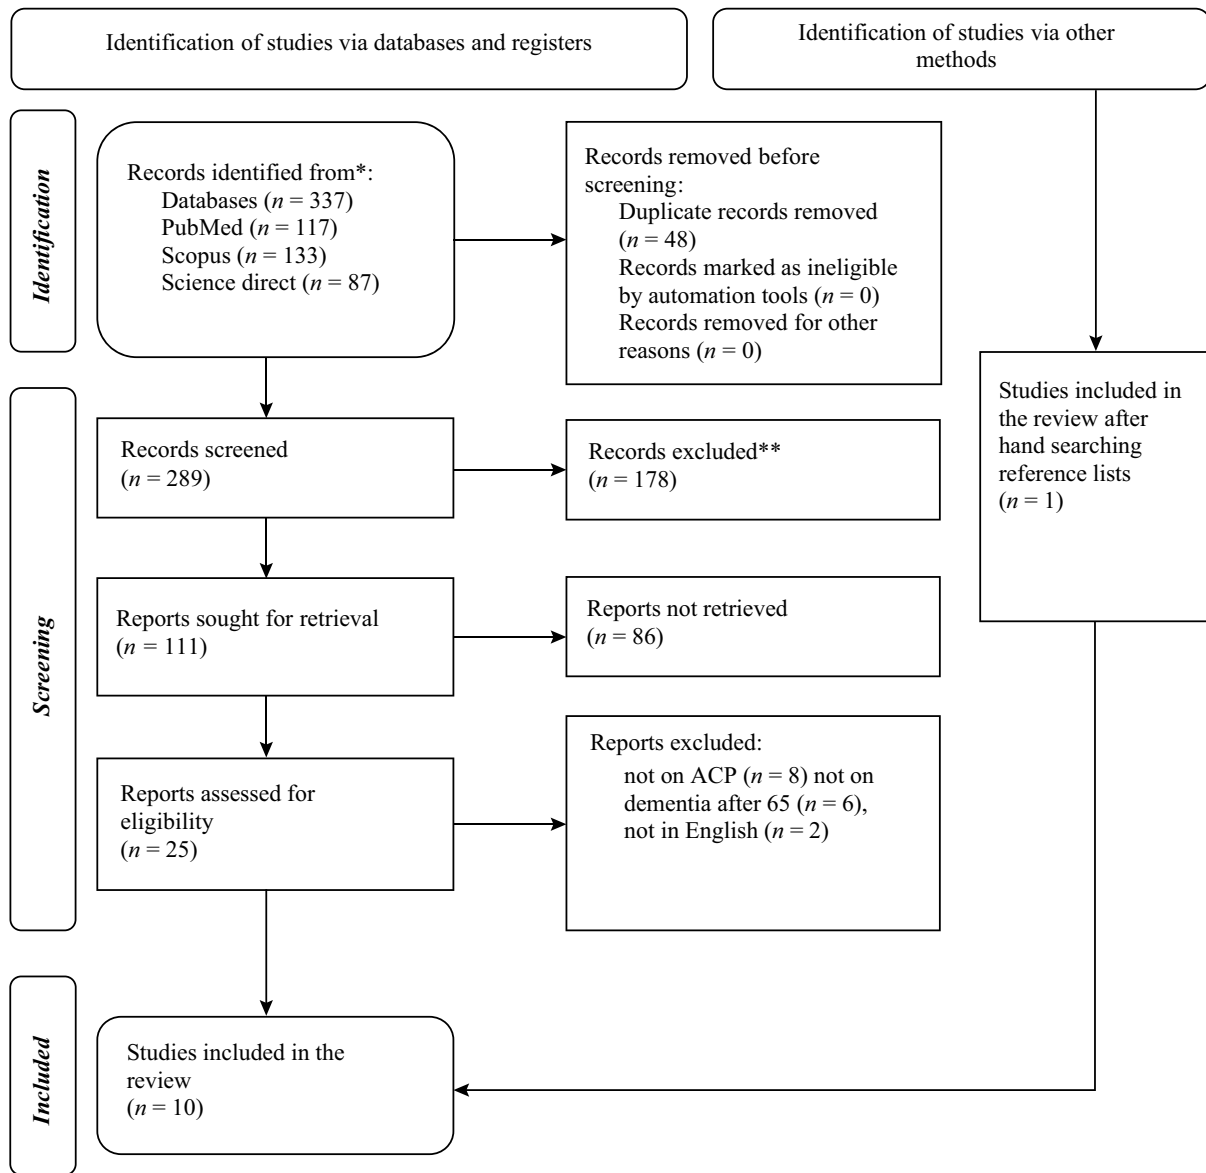 Identification of studies via databases and registers
Identification of studies via other
methods
Identification
Records identified from*:
Databases (n = 337)
PubMed (n = 117)
Scopus (n = 133)
Science direct (n = 87)
Records removed before
screening:
Duplicate records removed
(n = 48)
Records marked as ineligible
by automation tools (n = 0)
Records removed for other
reasons (n = 0)
Studies included in
the review after
hand searching
reference lists
(n = 1)
Screening
Records screened
(n = 289)
Records excluded**
(n = 178)
Reports sought for retrieval
(n = 111)
Reports not retrieved
(n = 86)
Reports assessed for
eligibility
(n = 25)
Reports excluded:
not on ACP (n = 8) not on
dementia after 65 (n = 6),
not in English (n = 2)
Included
Studies included in the
review
(n = 10)